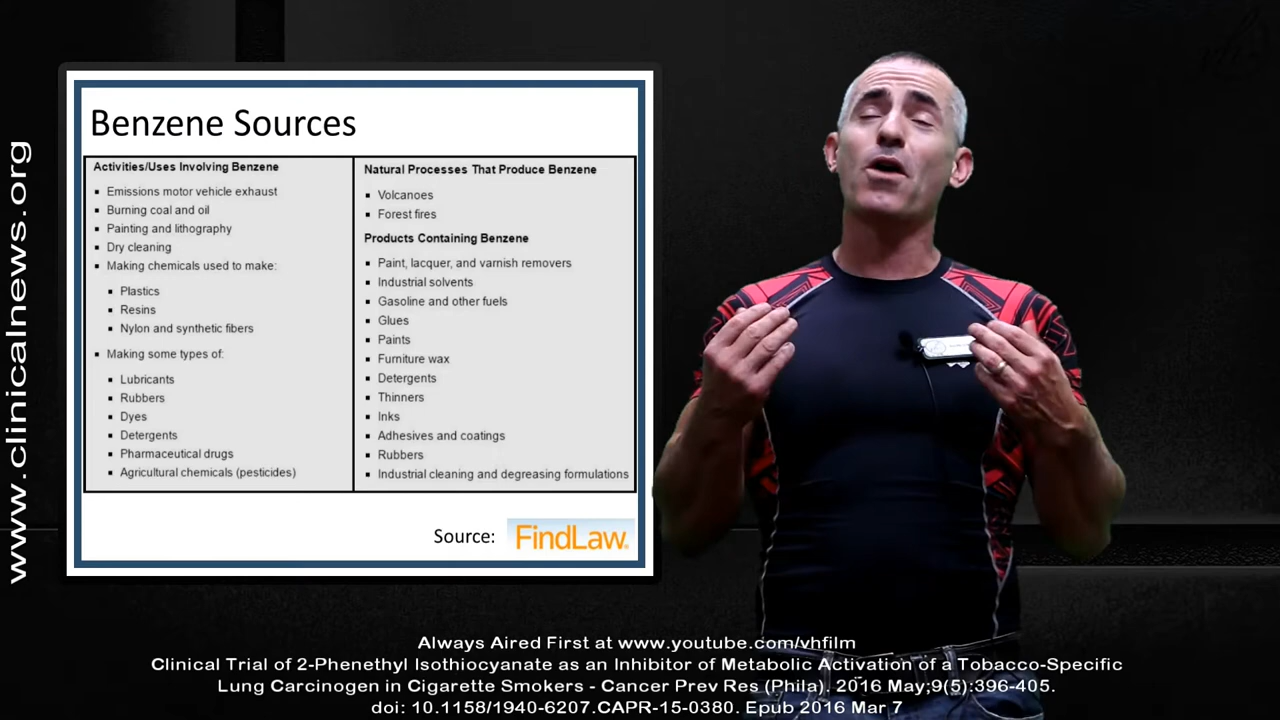 www.clinicalnews.org
Benzene Sources
Activities/Uses Involving Benzene
Emissions motor vehicle exhaust
Burning coal and oil
Painting and lithography
Dry cleaning
Making chemicals used to make:
Plastics
Resins
Nylon and synthetic fibers
Making some types of:
Lubricants
Rubbers
Dyes
Detergents
Pharmaceutical drugs
Agricultural chemicals (pesticides)
Natural Processes That Produce Benzene
Volcanoes
Forest fires
Products Containing Benzene
Paint, lacquer, and varnish removers
Industrial solvents
Gasoline and other fuels
Glues
Paints
Furniture wax
Detergents
Thinners
Inks
Adhesives and coatings
Rubbers
Industrial cleaning and degreasing formulations
Source: FindLaw.
Always Aired First at www.youtube.com/vhfilm
Clinical Trial of 2-Phenethyl Isothiocyanate as an Inhibitor of Metabolic Activation of a Tobacco-Specific
Lung Carcinogen in Cigarette Smokers - Cancer Prev Res (Phila). 2016 May;9(5):396-405.
doi: 10.1158/1940-6207.CAPR-15-0380. Epub 2016 Mar 7